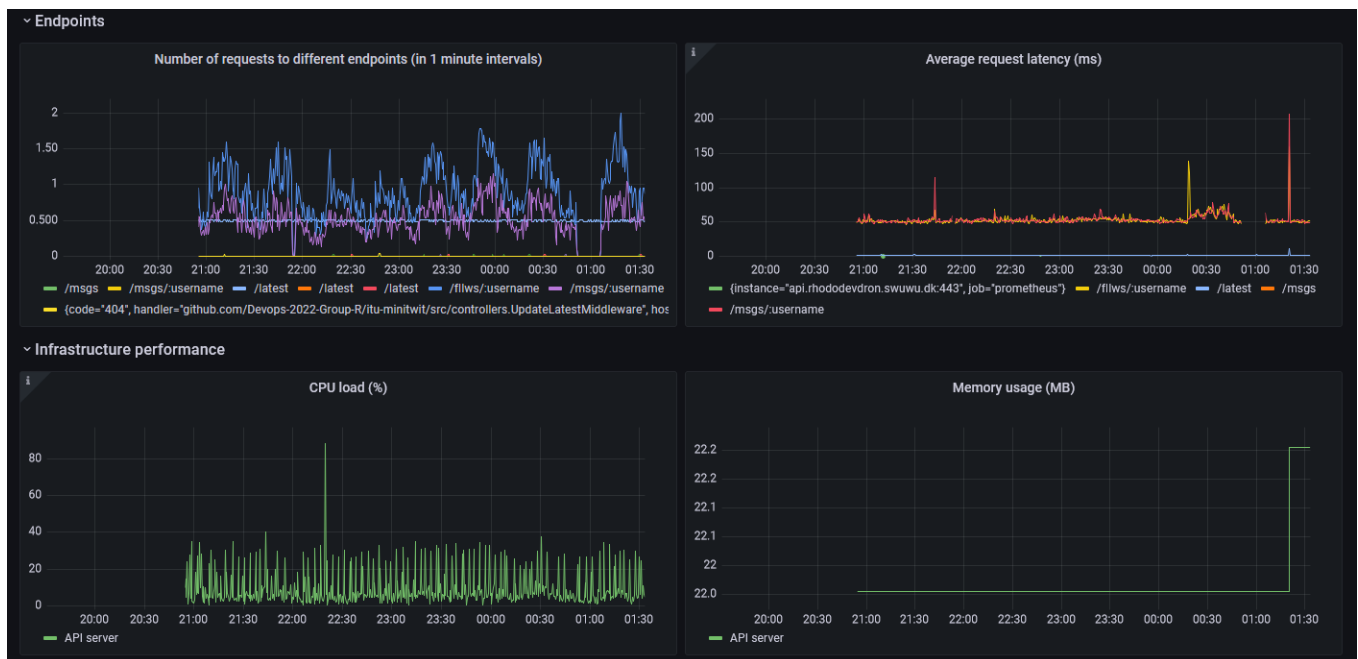 Endpoints
Number of requests to different endpoints (in 1 minute intervals)
2
1.50
1
0.500
0
20:00 20:30 21:00 21:30 22:00 22:30 23:00 23:30 00:00 00:30 01:00 01:30
/msgs /msgs/:username /latest /latest /latest /fllws/:username /msgs/:username
{code="404", handler="github.com/Devops-2022-Group-R/itu-minitwit/src/controllers.UpdateLatestMiddleware", hos
i
Average request latency (ms)
200
150
100
50
0
20:00 20:30 21:00 21:30 22:00 22:30 23:00 23:30 00:00 00:30 01:00 01:30
{instance="api.rhododevdron.swuwu.dk:443", job="prometheus"} /fllws/:username /latest /msgs
/msgs/:username
Infrastructure performance
i
CPU load (%)
80
60
40
20
0
20:00 20:30 21:00 21:30 22:00 22:30 23:00 23:30 00:00 00:30 01:00 01:30
API server
Memory usage (MB)
22.2
22.2
22.1
22.1
22
22.0
20:00 20:30 21:00 21:30 22:00 22:30 23:00 23:30 00:00 00:30 01:00 01:30
API server